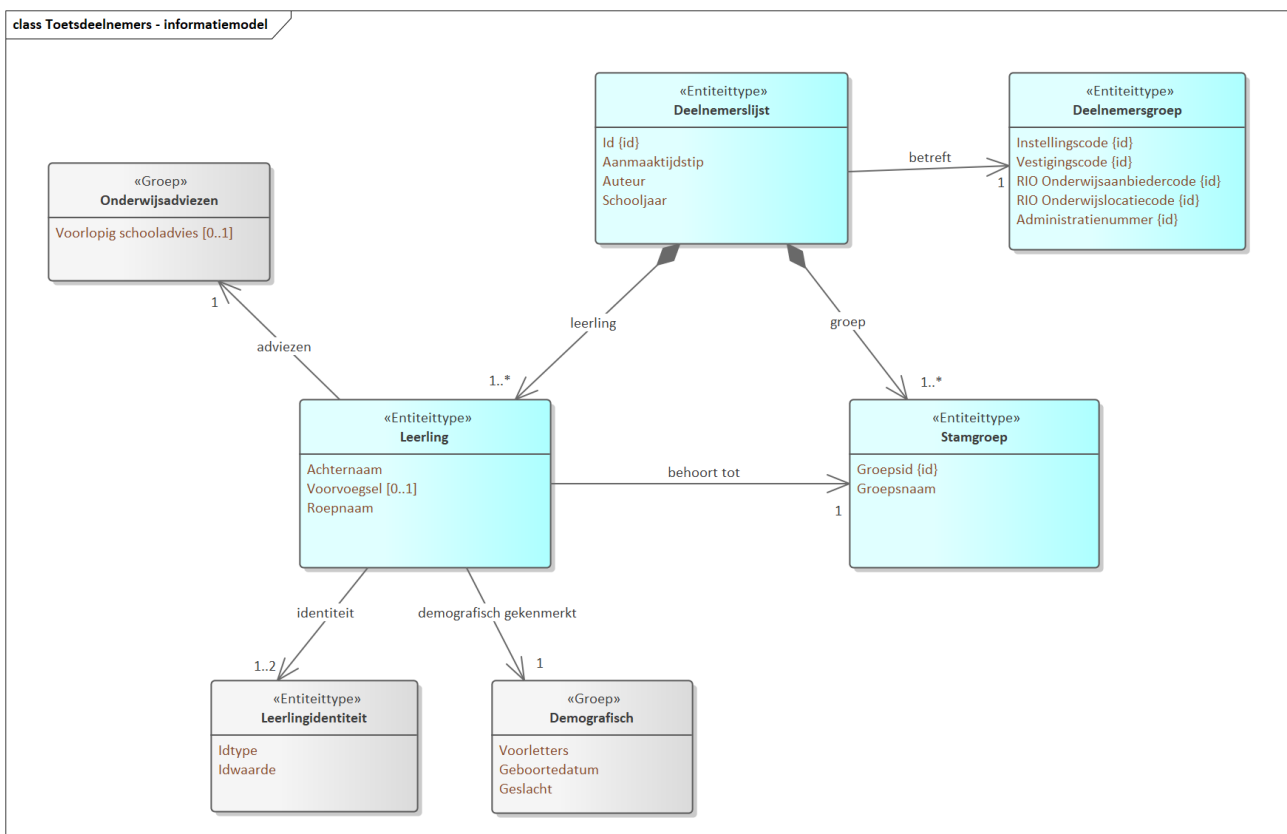 class Toetsdeelnemers - informatiemodel
«Entiteittype»
Deelnemerslijst
Id {id}
Aanmaaktijdstip
Auteur
Schooljaar
betreft
1
«Entiteittype»
Deelnemersgroep
Instellingscode {id}
Vestigingscode {id}
RIO Onderwijsaanbiedercode {id}
RIO Onderwijslocatiecode {id}
Administratienummer {id}
«Groep»
Onderwijsadviezen
Voorlopig schooladvies [0..1]
1
adviezen
leerling
1..*
groep
1..*
«Entiteittype»
Leerling
Achternaam
Voorvoegsel [0..1]
Roepnaam
behoort tot
1
«Entiteittype»
Stamgroep
Groepsid {id}
Groepsnaam
identiteit
1..2
demografisch gekenmerkt
1
«Entiteittype»
Leerlingidentiteit
Idtype
Idwaarde
«Groep»
Demografisch
Voorletters
Geboortedatum
Geslacht